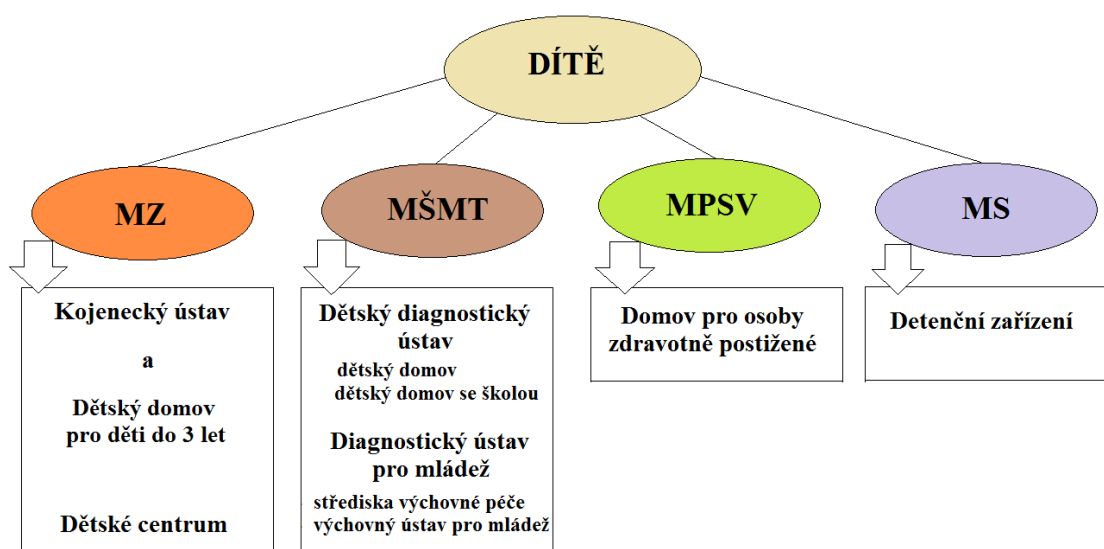 DÍTĚ
MZ
MŠMT
MPSV
MS
Kojenecký ústav
a
Dětský domov
pro děti do 3 let
Dětské centrum
Dětský diagnostický
ústav
dětský domov
dětský domov se školou
Diagnostický ústav
pro mládež
střediska výchovné péče
výchovný ústav pro mládež
Domov pro osoby
zdravotně postižené
Detenční zařízení